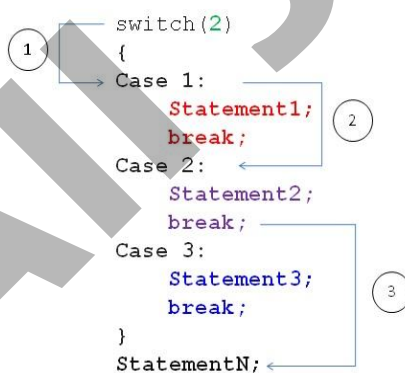 switch(2)
1
{
Case 1:
Statement1;
2
break;
Case 2:
Statement2;
break;
Case 3:
Statement3;
3
break;
}
StatementN;